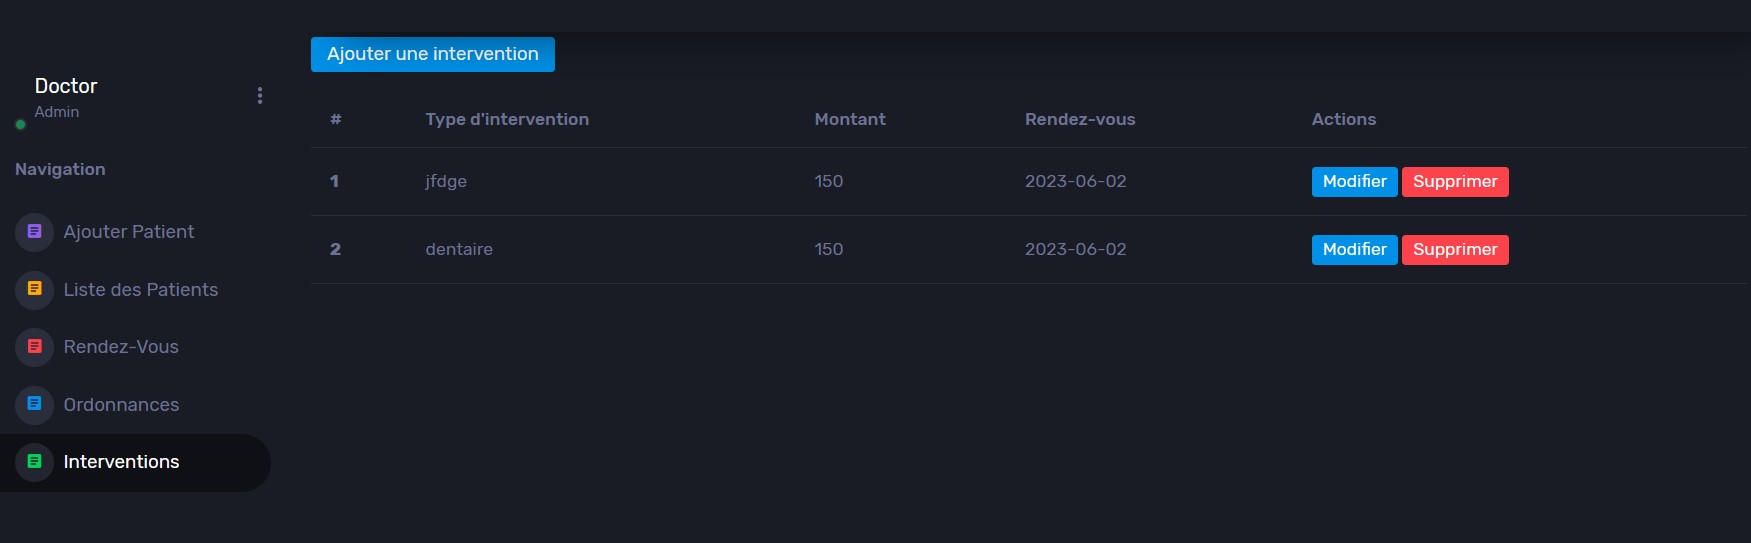 Ajouter une intervention
Doctor
Admin
Navigation
Ajouter Patient
Liste des Patients
Rendez-Vous
Ordonnances
Interventions
# Type d'intervention Montant Rendez-vous Actions
1 jfdge 150 2023-06-02 Modifier Supprimer
2 dentaire 150 2023-06-02 Modifier Supprimer